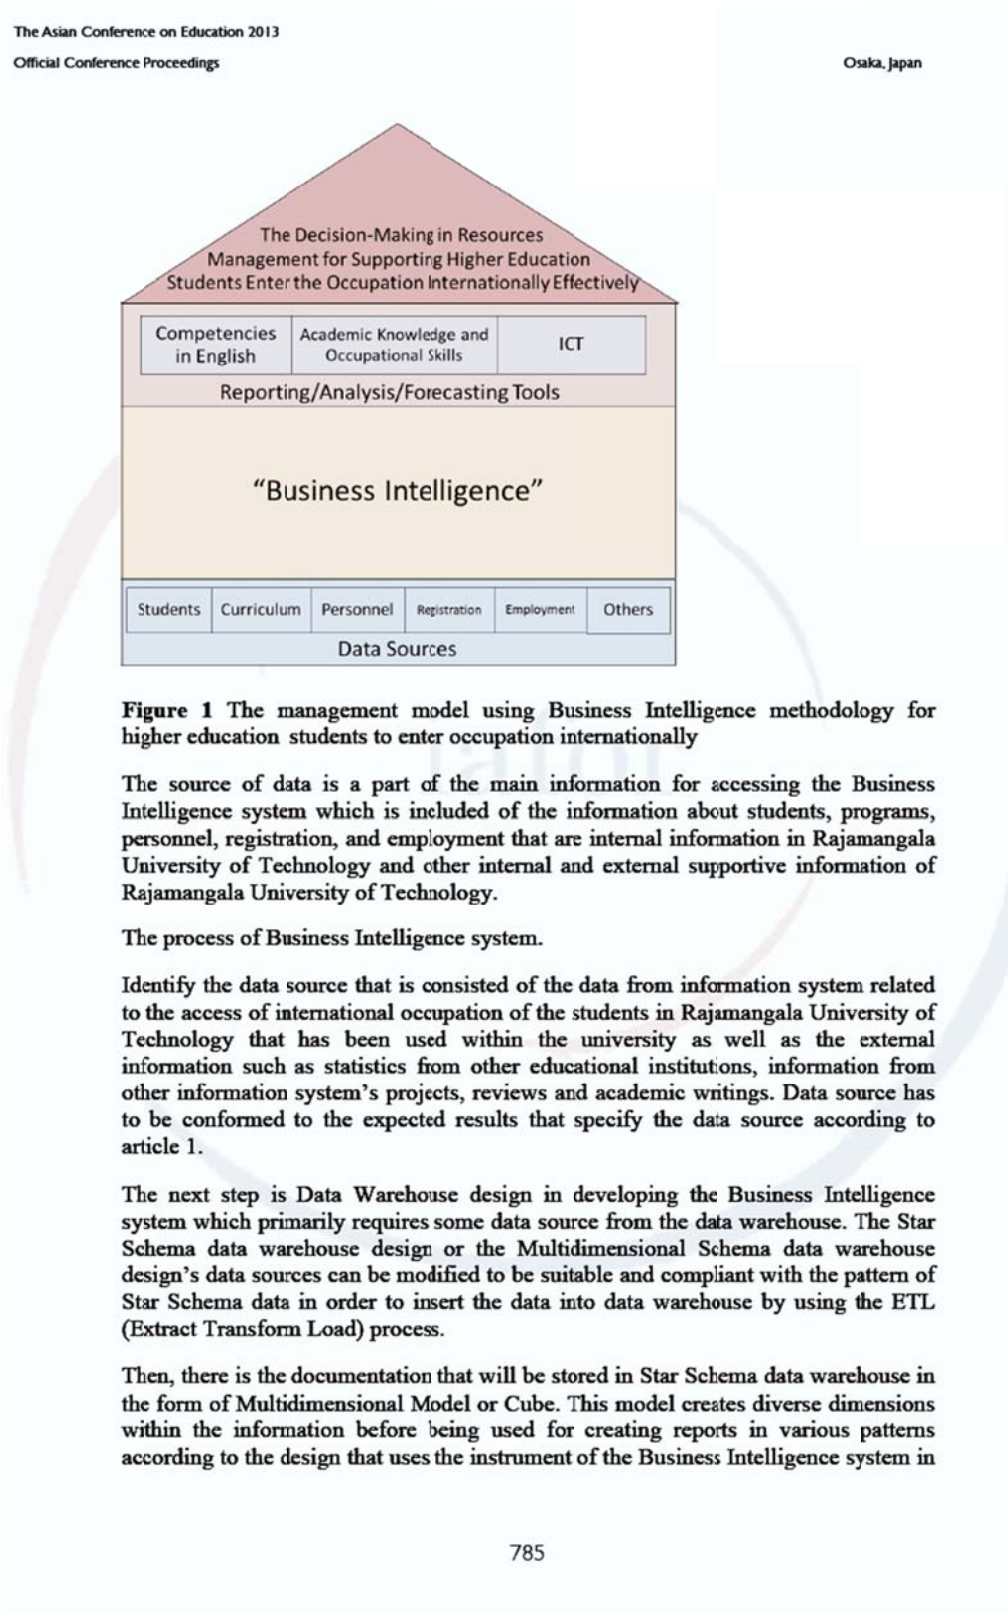 The Asian Conference on Education 2013
Official Conference Proceedings
Osaka, Japan
The Decision-Making in Resources
Management for Supporting Higher Education
Students Enter the Occupation Internationally Effectively
Competencies
in English
Academic Knowledge and
Occupational Skills
ICT
Reporting/Analysis/Forecasting Tools
“Business Intelligence”
Students
Curriculum
Personnel
Registration
Employment
Others
Data Sources
Figure 1 The management model using Business Intelligence methodology for
higher education students to enter occupation internationally
The source of data is a part of the main information for accessing the Business
Intelligence system which is included of the information about students, programs,
personnel, registration, and employment that are internal information in Rajamangala
University of Technology and other internal and external supportive information of
Rajamangala University of Technology.
The process of Business Intelligence system.
Identify the data source that is consisted of the data from information system related
to the access of international occupation of the students in Rajamangala University of
Technology that has been used within the university as well as the external
information such as statistics from other educational institutions, information from
other information system’s projects, reviews and academic writings. Data source has
to be conformed to the expected results that specify the data source according to
article 1.
The next step is Data Warehouse design in developing the Business Intelligence
system which primarily requires some data source from the data warehouse. The Star
Schema data warehouse design or the Multidimensional Schema data warehouse
design’s data sources can be modified to be suitable and compliant with the pattern of
Star Schema data in order to insert the data into data warehouse by using the ETL
(Extract Transform Load) process.
Then, there is the documentation that will be stored in Star Schema data warehouse in
the form of Multidimensional Model or Cube. This model creates diverse dimensions
within the information before being used for creating reports in various patterns
according to the design that uses the instrument of the Business Intelligence system in
785